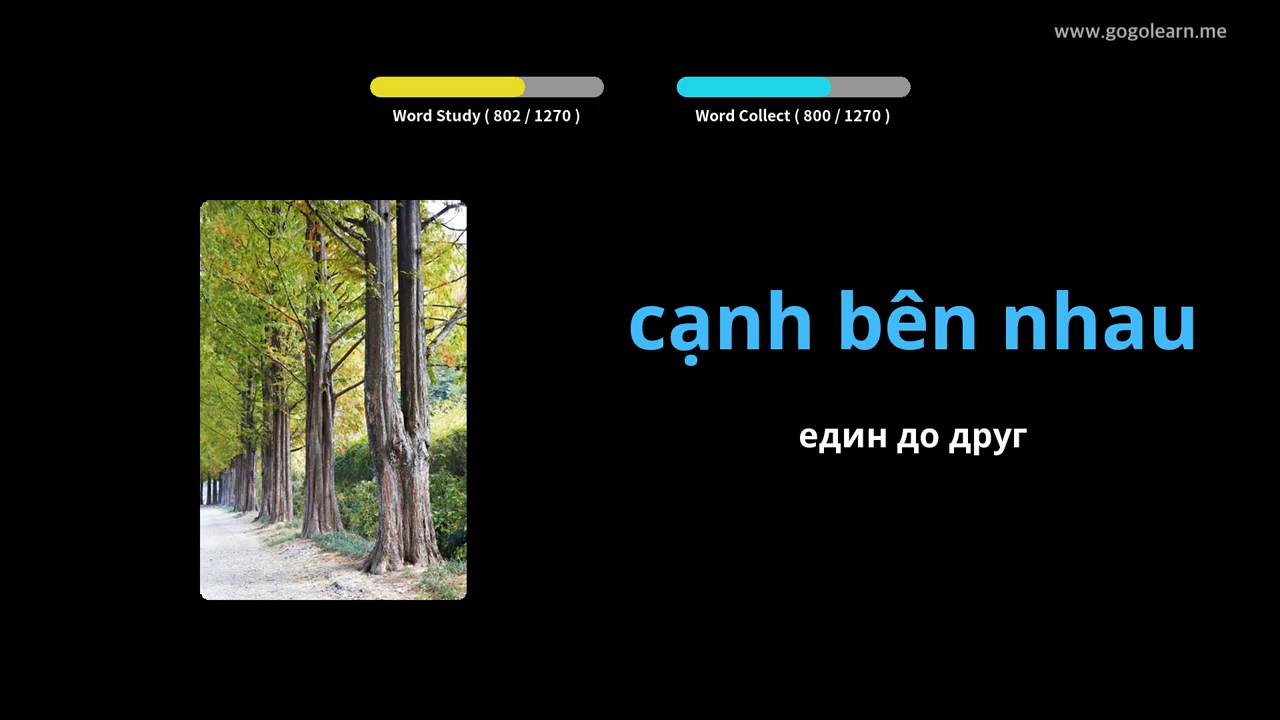 www.gogolearn.me
Word Study ( 802 / 1270 )
Word Collect ( 800 / 1270 )
cạnh bên nhau
един до друг